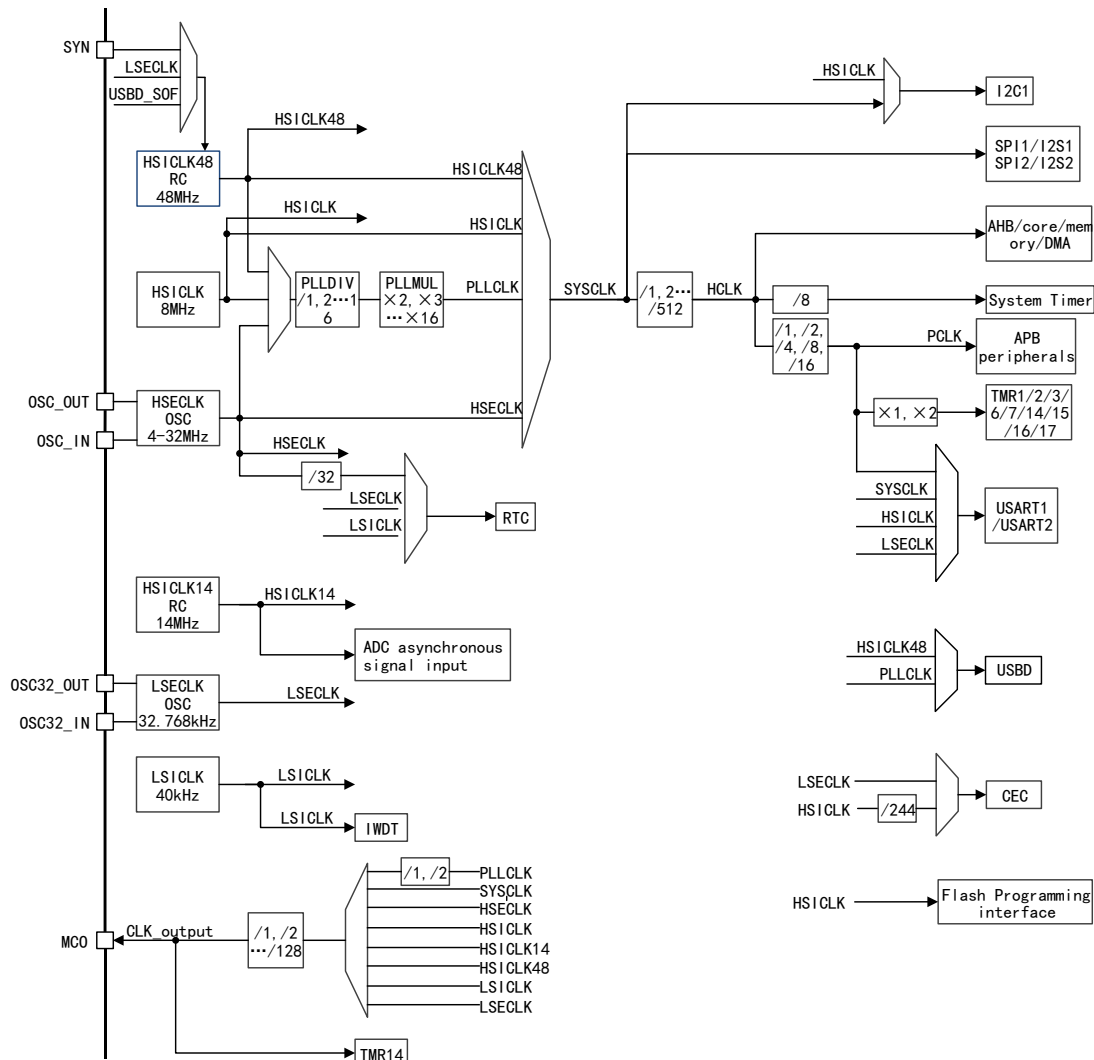 SYN
LSECLK
USBD_SOF
HSICLK48
HSICLK48
RC
48MHz
HSICLK48
HSICLK
HSICLK
HSICLK
8MHz
PLLDIV
/1, 2…1
6
PLLMUL
×2, ×3
…×16
PLLCLK
SYSCLK
/1, 2…
/512
HCLK
HSICLK
I2C1
SPI1/I2S1
SPI2/I2S2
AHB/core/mem
ory/DMA
/8
System Timer
/1, /2,
/4, /8,
/16
PCLK
APB
peripherals
×1, ×2
TMR1/2/3/
6/7/14/15
/16/17
OSC_OUT
OSC_IN
HSECLK
OSC
4-32MHz
HSECLK
HSECLK
/32
LSECLK
LSICLK
RTC
SYSCLK
HSICLK
LSECLK
USART1
/USART2
HSICLK14
RC
14MHz
HSICLK14
ADC asynchronous
signal input
HSICLK48
PLLCLK
USBD
OSC32_OUT
OSC32_IN
LSECLK
OSC
32.768kHz
LSECLK
LSICLK
40kHz
LSICLK
LSICLK
IWDT
LSECLK
HSICLK
/244
CEC
HSICLK
Flash Programming
interface
MCO
CLK_output
/1, /2
…/128
/1, /2
PLLCLK
SYSCLK
HSECLK
HSICLK
HSICLK14
HSICLK48
LSICLK
LSECLK
TMR14